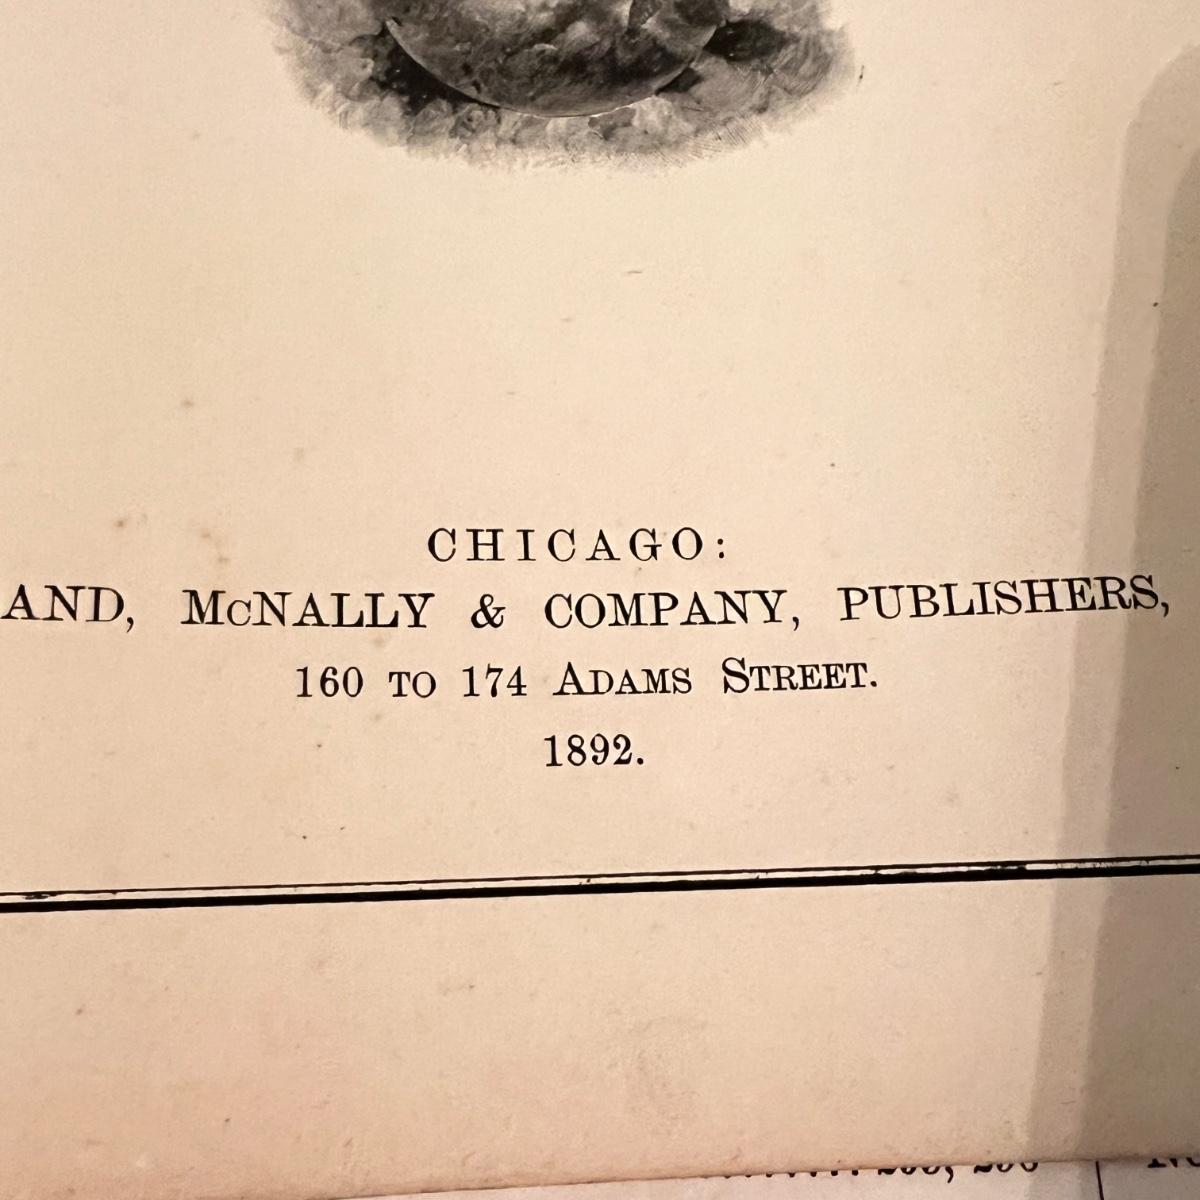 CHICAGO:
AND, McNALLY & COMPANY, PUBLISHERS,
160 TO 174 ADAMS STREET.
1892.